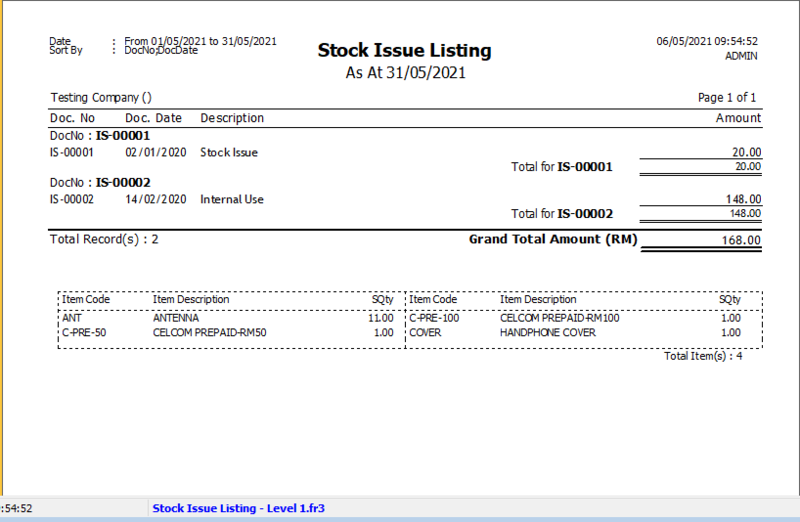 Date : From 01/05/2021 to 31/05/2021
Sort By : DocNo;DocDate
Stock Issue Listing
As At 31/05/2021
06/05/2021 09:54:52
ADMIN
Testing Company () Page 1 of 1
Doc. No Doc. Date Description Amount
DocNo : IS-00001
IS-00001 02/01/2020 Stock Issue 20.00
Total for IS-00001 20.00
DocNo : IS-00002
IS-00002 14/02/2020 Internal Use 148.00
Total for IS-00002 148.00
Total Record(s) : 2 Grand Total Amount (RM) 168.00
Item Code Item Description SQty Item Code Item Description SQty
ANT ANTENNA 11.00 C-PRE-100 CELCOM PREPAID-RM100 1.00
C-PRE-50 CELCOM PREPAID-RM50 1.00 COVER HANDPHONE COVER 1.00
Total Item(s) : 4
:54:52 Stock Issue Listing - Level 1.fr3